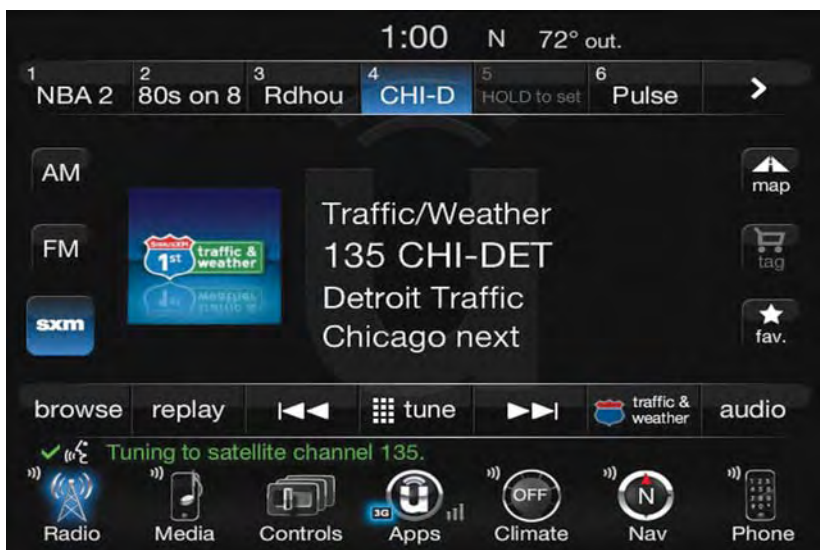 1:00 N 72° out.
1 NBA 2 2 80s on 8 3 Rdhou 4 CHI-D 5 HOLD to set 6 Pulse >
AM
map
Traffic/Weather
FM
SIRIUSXM
1st traffic & weather
135 CHI-DET
tag
Detroit Traffic
sxm
Chicago next
fav.
browse replay tune traffic & weather audio
Tuning to satellite channel 135.
3G OFF N
Radio Media Controls Apps Climate Nav Phone